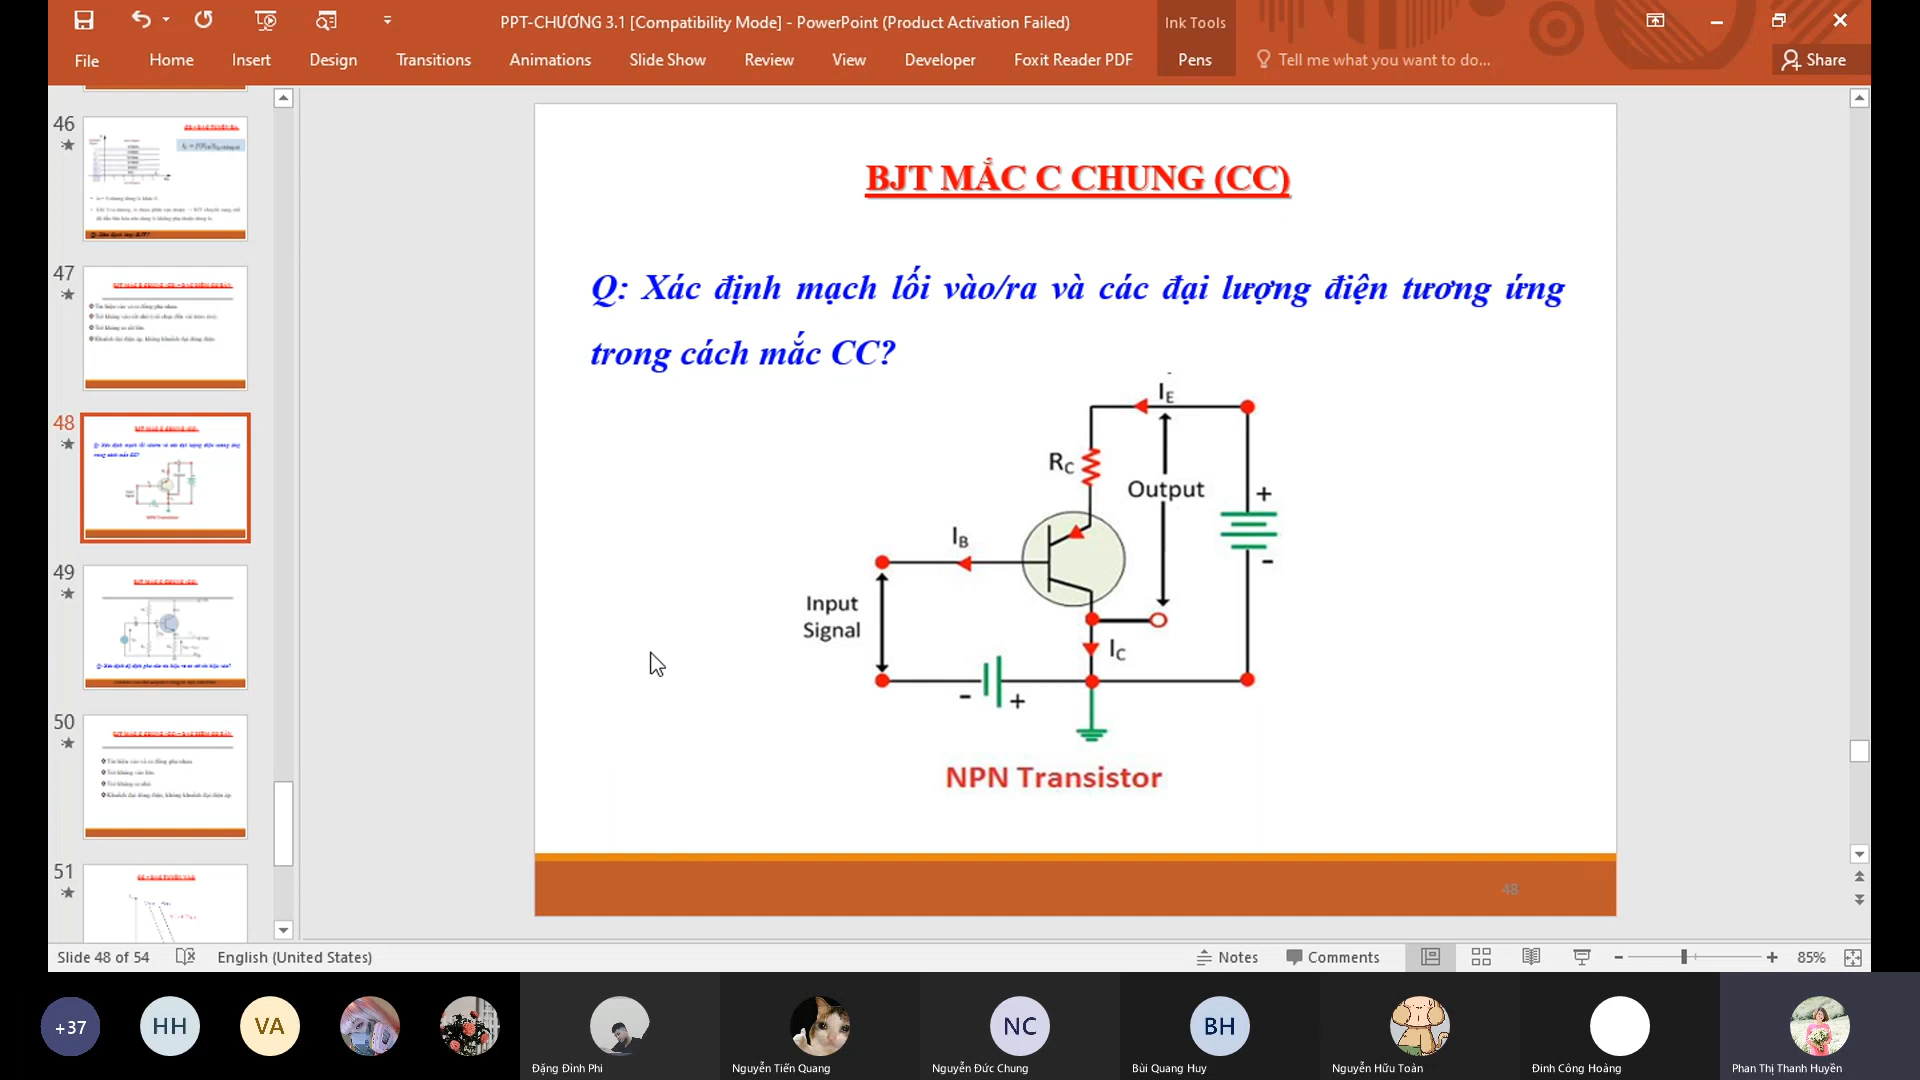 PPT-CHƯƠNG 3.1 [Compatibility Mode] - PowerPoint (Product Activation Failed)
Ink Tools
File Home Insert Design Transitions Animations Slide Show Review View Developer Foxit Reader PDF Pens Tell me what you want to do... Share
46
47
48
49
50
51
BJT MẮC C CHUNG (CC)
Q: Xác định mạch lối vào/ra và các đại lượng điện tương ứng
trong cách mắc CC?
IE
RC
Output
+
-
IB
Input
Signal
IC
- +
NPN Transistor
48
Slide 48 of 54 English (United States) Notes Comments 85%
+37 HH VA NC BH
Đặng Đình Phi Nguyễn Tiến Quang Nguyễn Đức Chung Bùi Quang Huy Nguyễn Hữu Toàn Đinh Công Hoàng Phan Thị Thanh Huyền